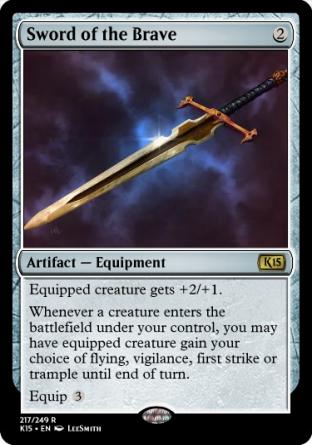 Sword of the Brave 2
Artifact — Equipment K15
Equipped creature gets +2/+1.
Whenever a creature enters the
battlefield under your control, you may
have equipped creature gain your
choice of flying, vigilance, first strike or
trample until end of turn.
Equip 3
217/249 R
K15 • EN LeeSmith